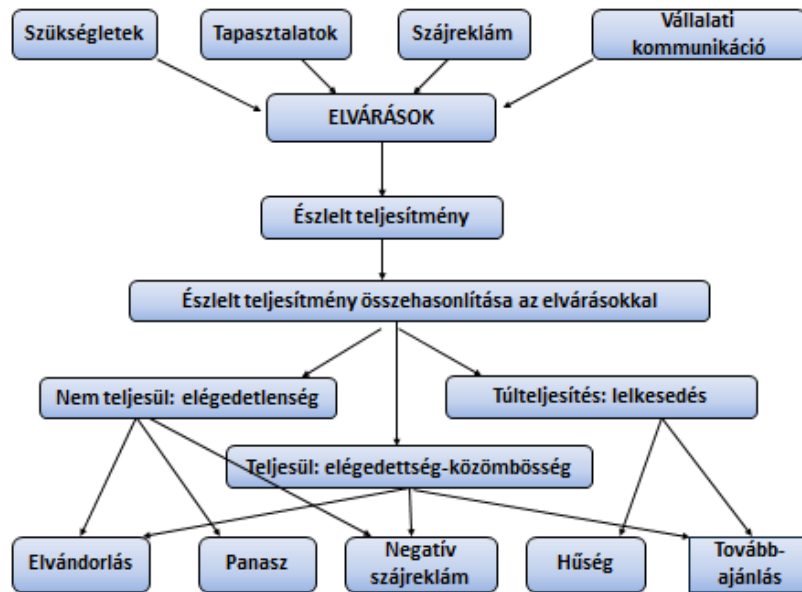 Szükségletek
Tapasztalatok
Szájreklám
Vállalati
kommunikáció
ELVÁRÁSOK
Észlelt teljesítmény
Észlelt teljesítmény összehasonlítása az elvárásokkal
Nem teljesül: elégedetlenség
Túlteljesítés: lelkesedés
Teljesül: elégedettség-közömbösség
Elvándorlás
Panasz
Negatív
szájreklám
Hűség
Tovább-
ajánlás